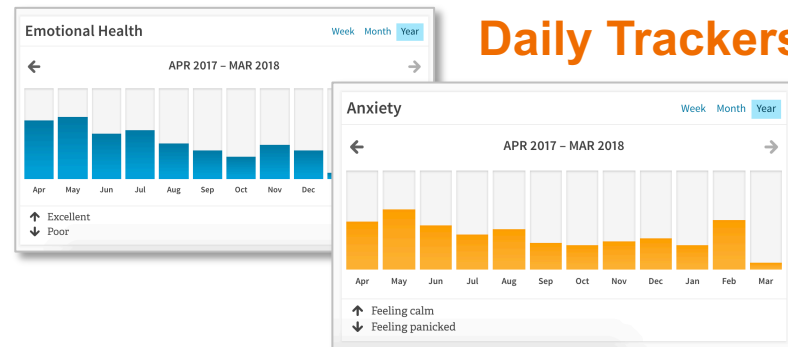 Daily Trackers
Emotional Health
Week Month Year
APR 2017 – MAR 2018
Apr May Jun Jul Aug Sep Oct Nov Dec
Excellent
Poor
Anxiety
Week Month Year
APR 2017 – MAR 2018
Apr May Jun Jul Aug Sep Oct Nov Dec Jan Feb Mar
Feeling calm
Feeling panicked